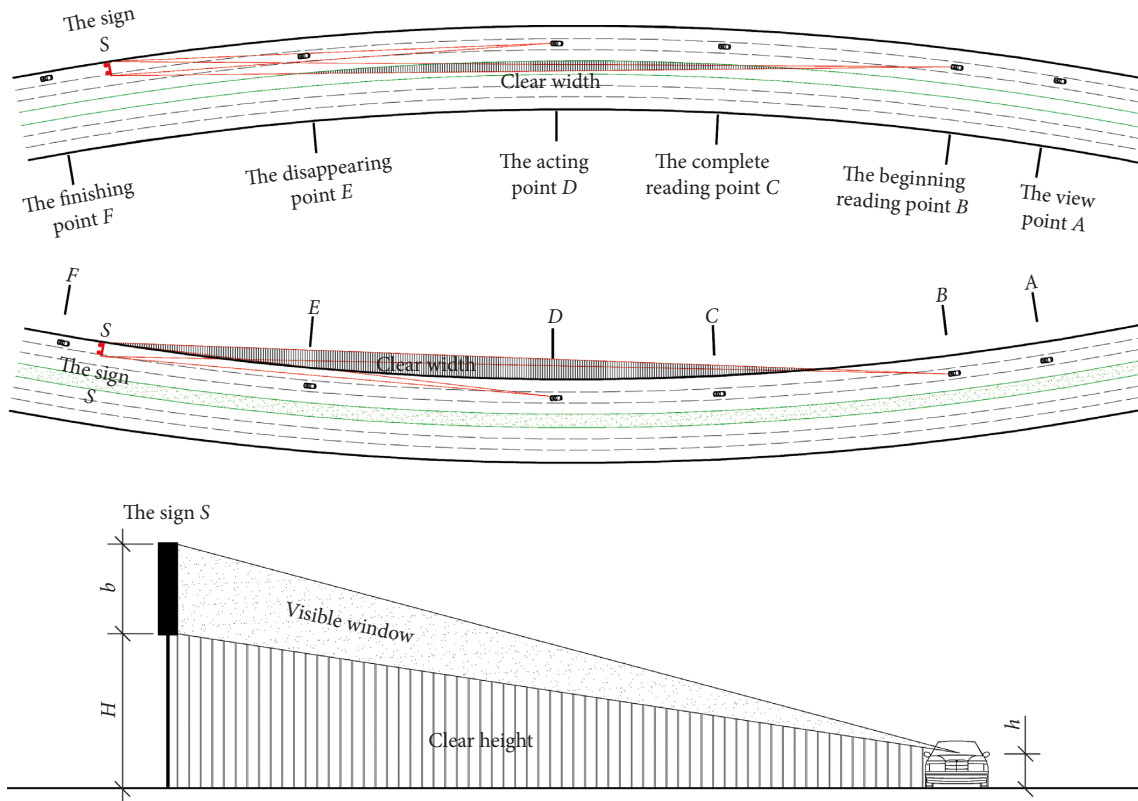 The sign
S
Clear width
The finishing
point F
The disappearing
point E
The acting
point D
The complete
reading point C
The beginning
reading point B
The view
point A
F
E
D
C
B
A
S
Clear width
The sign
S
The sign S
b
Visible window
H
Clear height
h